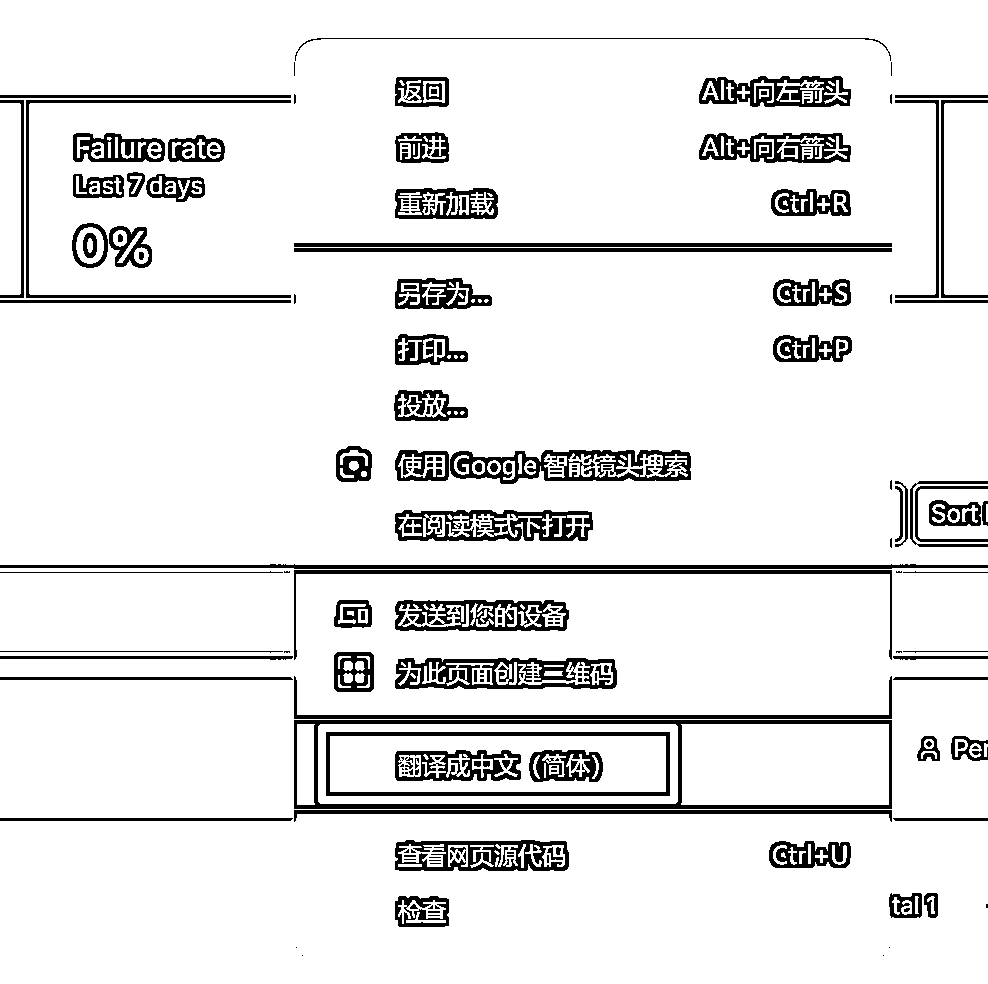 返回 Alt+向左箭头
前进 Alt+向右箭头
重新加载 Ctrl+R
Failure rate
Last 7 days
0%
另存为... Ctrl+S
打印... Ctrl+P
投放...
使用 Google 智能镜头搜索
在阅读模式下打开
Sort
发送到您的设备
为此页面创建二维码
翻译成中文（简体）
Per
查看网页源代码 Ctrl+U
检查
tal 1